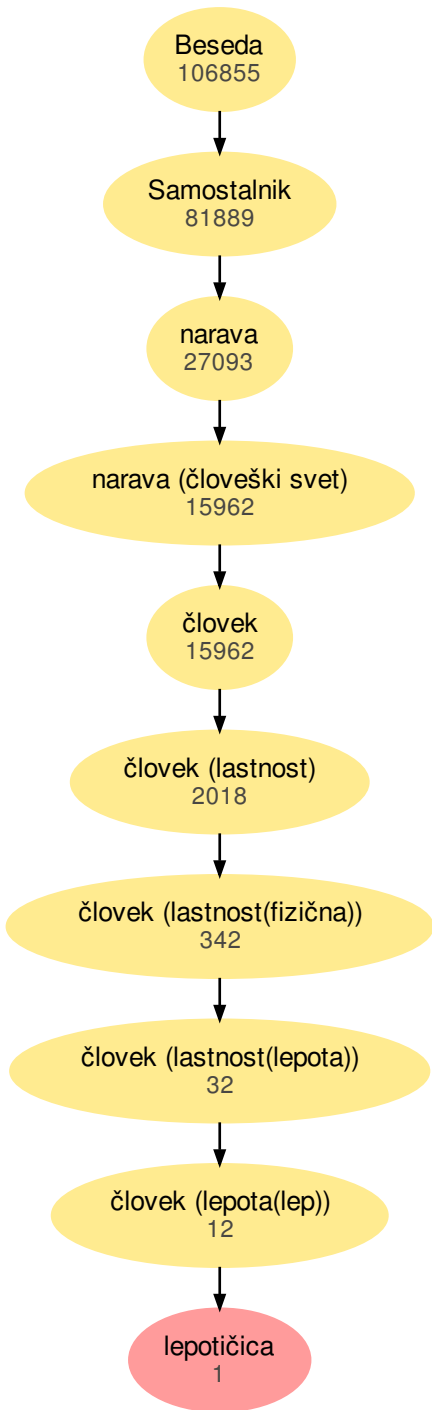 Beseda
106855
Samostalnik
81889
narava
27093
narava (človeški svet)
15962
človek
15962
človek (lastnost)
2018
človek (lastnost(fizična))
342
človek (lastnost(lepota))
32
človek (lepota(lep))
12
lepotičica
1